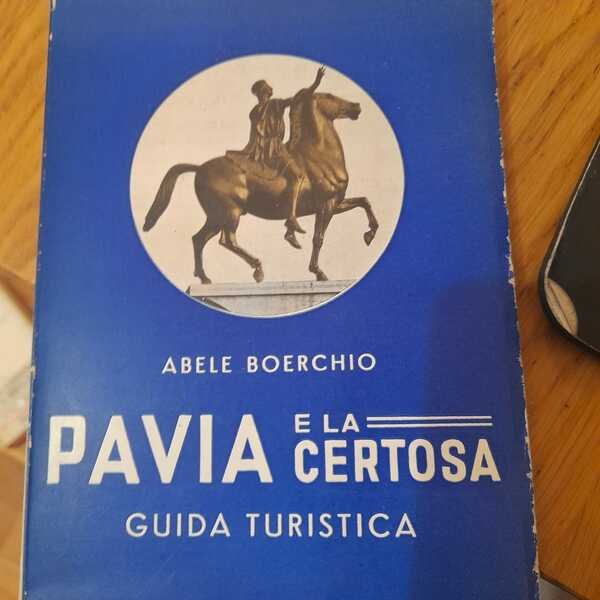 ABELE BOERCHIO
PAVIA E LA CERTOSA
GUIDA TURISTICA